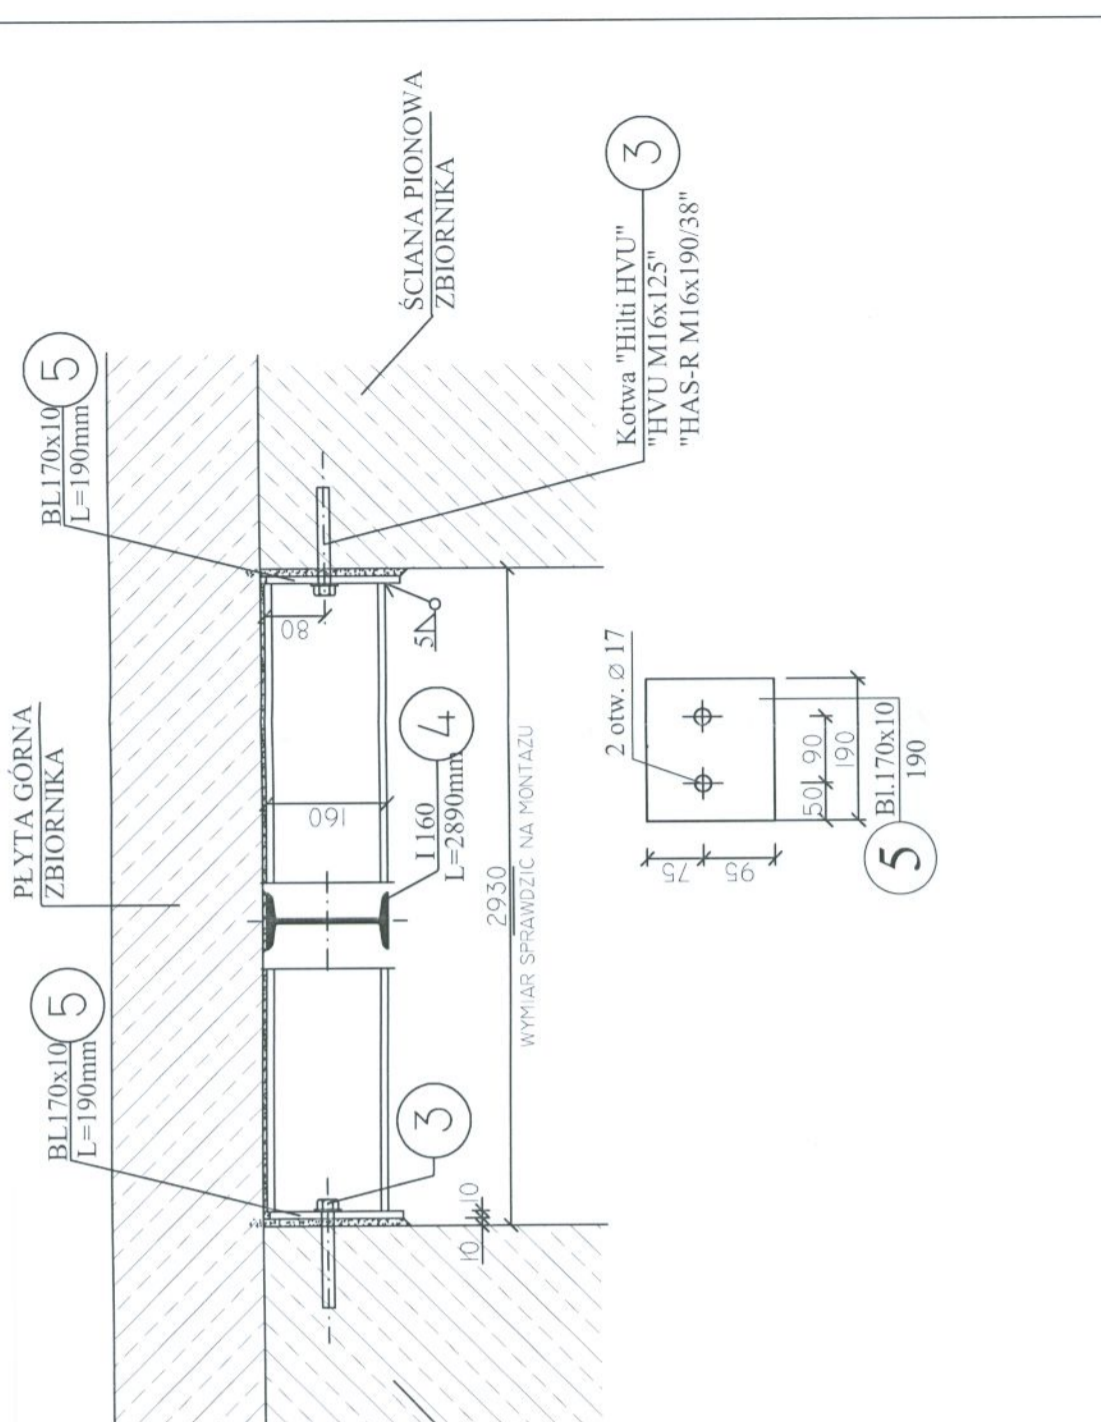 PŁYTA GÓRNA
ZBIORNIKA
BL170x10
L=190mm
5
BL170x10
L=190mm
5
ŚCIANA PIONOWA
ZBIORNIKA
Kotwa "Hilti HVU"
"HVU M16x125"
"HAS-R M16x190/38"
3
80
5
160
I 160
L=2890mm
4
3
10
10
2930
WYMIAR SPRAWDZIC NA MONTAZU
2 otw. ⌀ 17
75
95
50
90
190
Bl.170x10
190
5